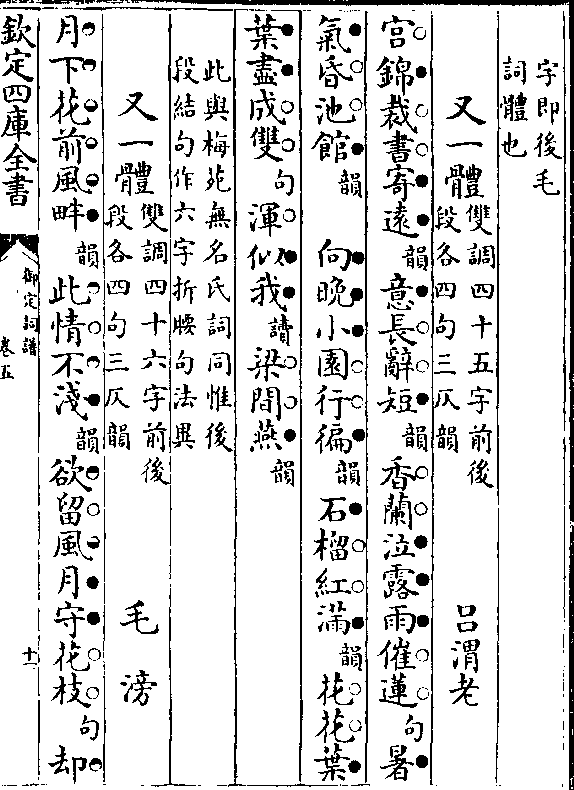 字即後毛
詞體也
又一體 雙調四十五字前後
段各四句三仄韻 吕渭老
宫錦裁書寄遠韻意長辭短韻香蘭泣露雨催蓮句暑
氣昏池館韻 向晚小園行徧韻石榴紅滿韻花花葉
葉盡成雙句渾似我讀梁間燕韻
此與梅苑無名氏詞同惟後
段結句作六字折腰句法異
又一體 雙調四十六字前後
段各四句三仄韻 毛滂
月下花前風畔韻此情不淺韻欲留風月守花枝句却
欽定四庫全書
御定詞譜
卷五
十一